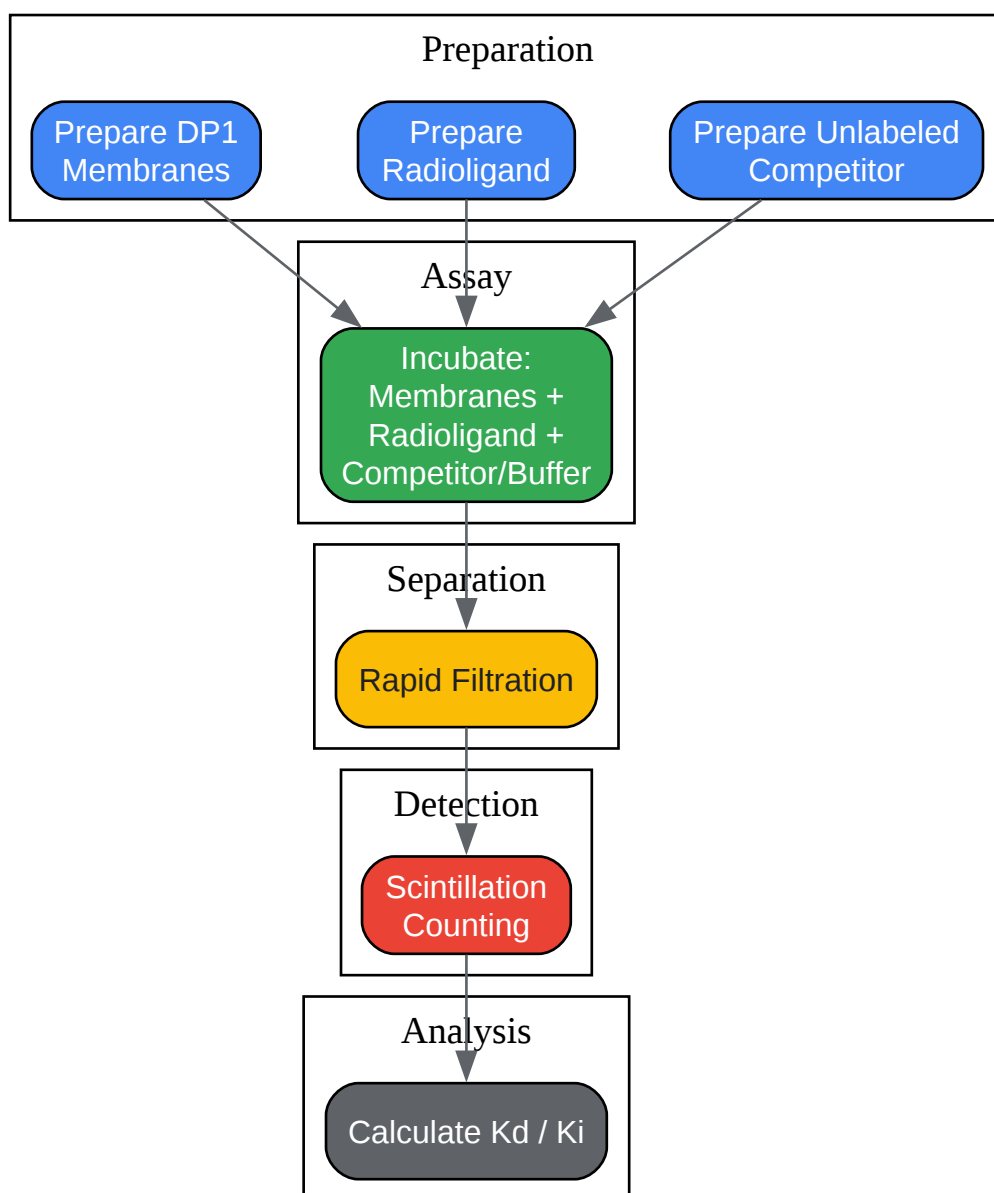 Preparation
Prepare DP1
Membranes
Prepare
Radioligand
Prepare Unlabeled
Competitor
Assay
Incubate:
Membranes +
Radioligand +
Competitor/Buffer
Separation
Rapid Filtration
Detection
Scintillation
Counting
Analysis
Calculate Kd / Ki